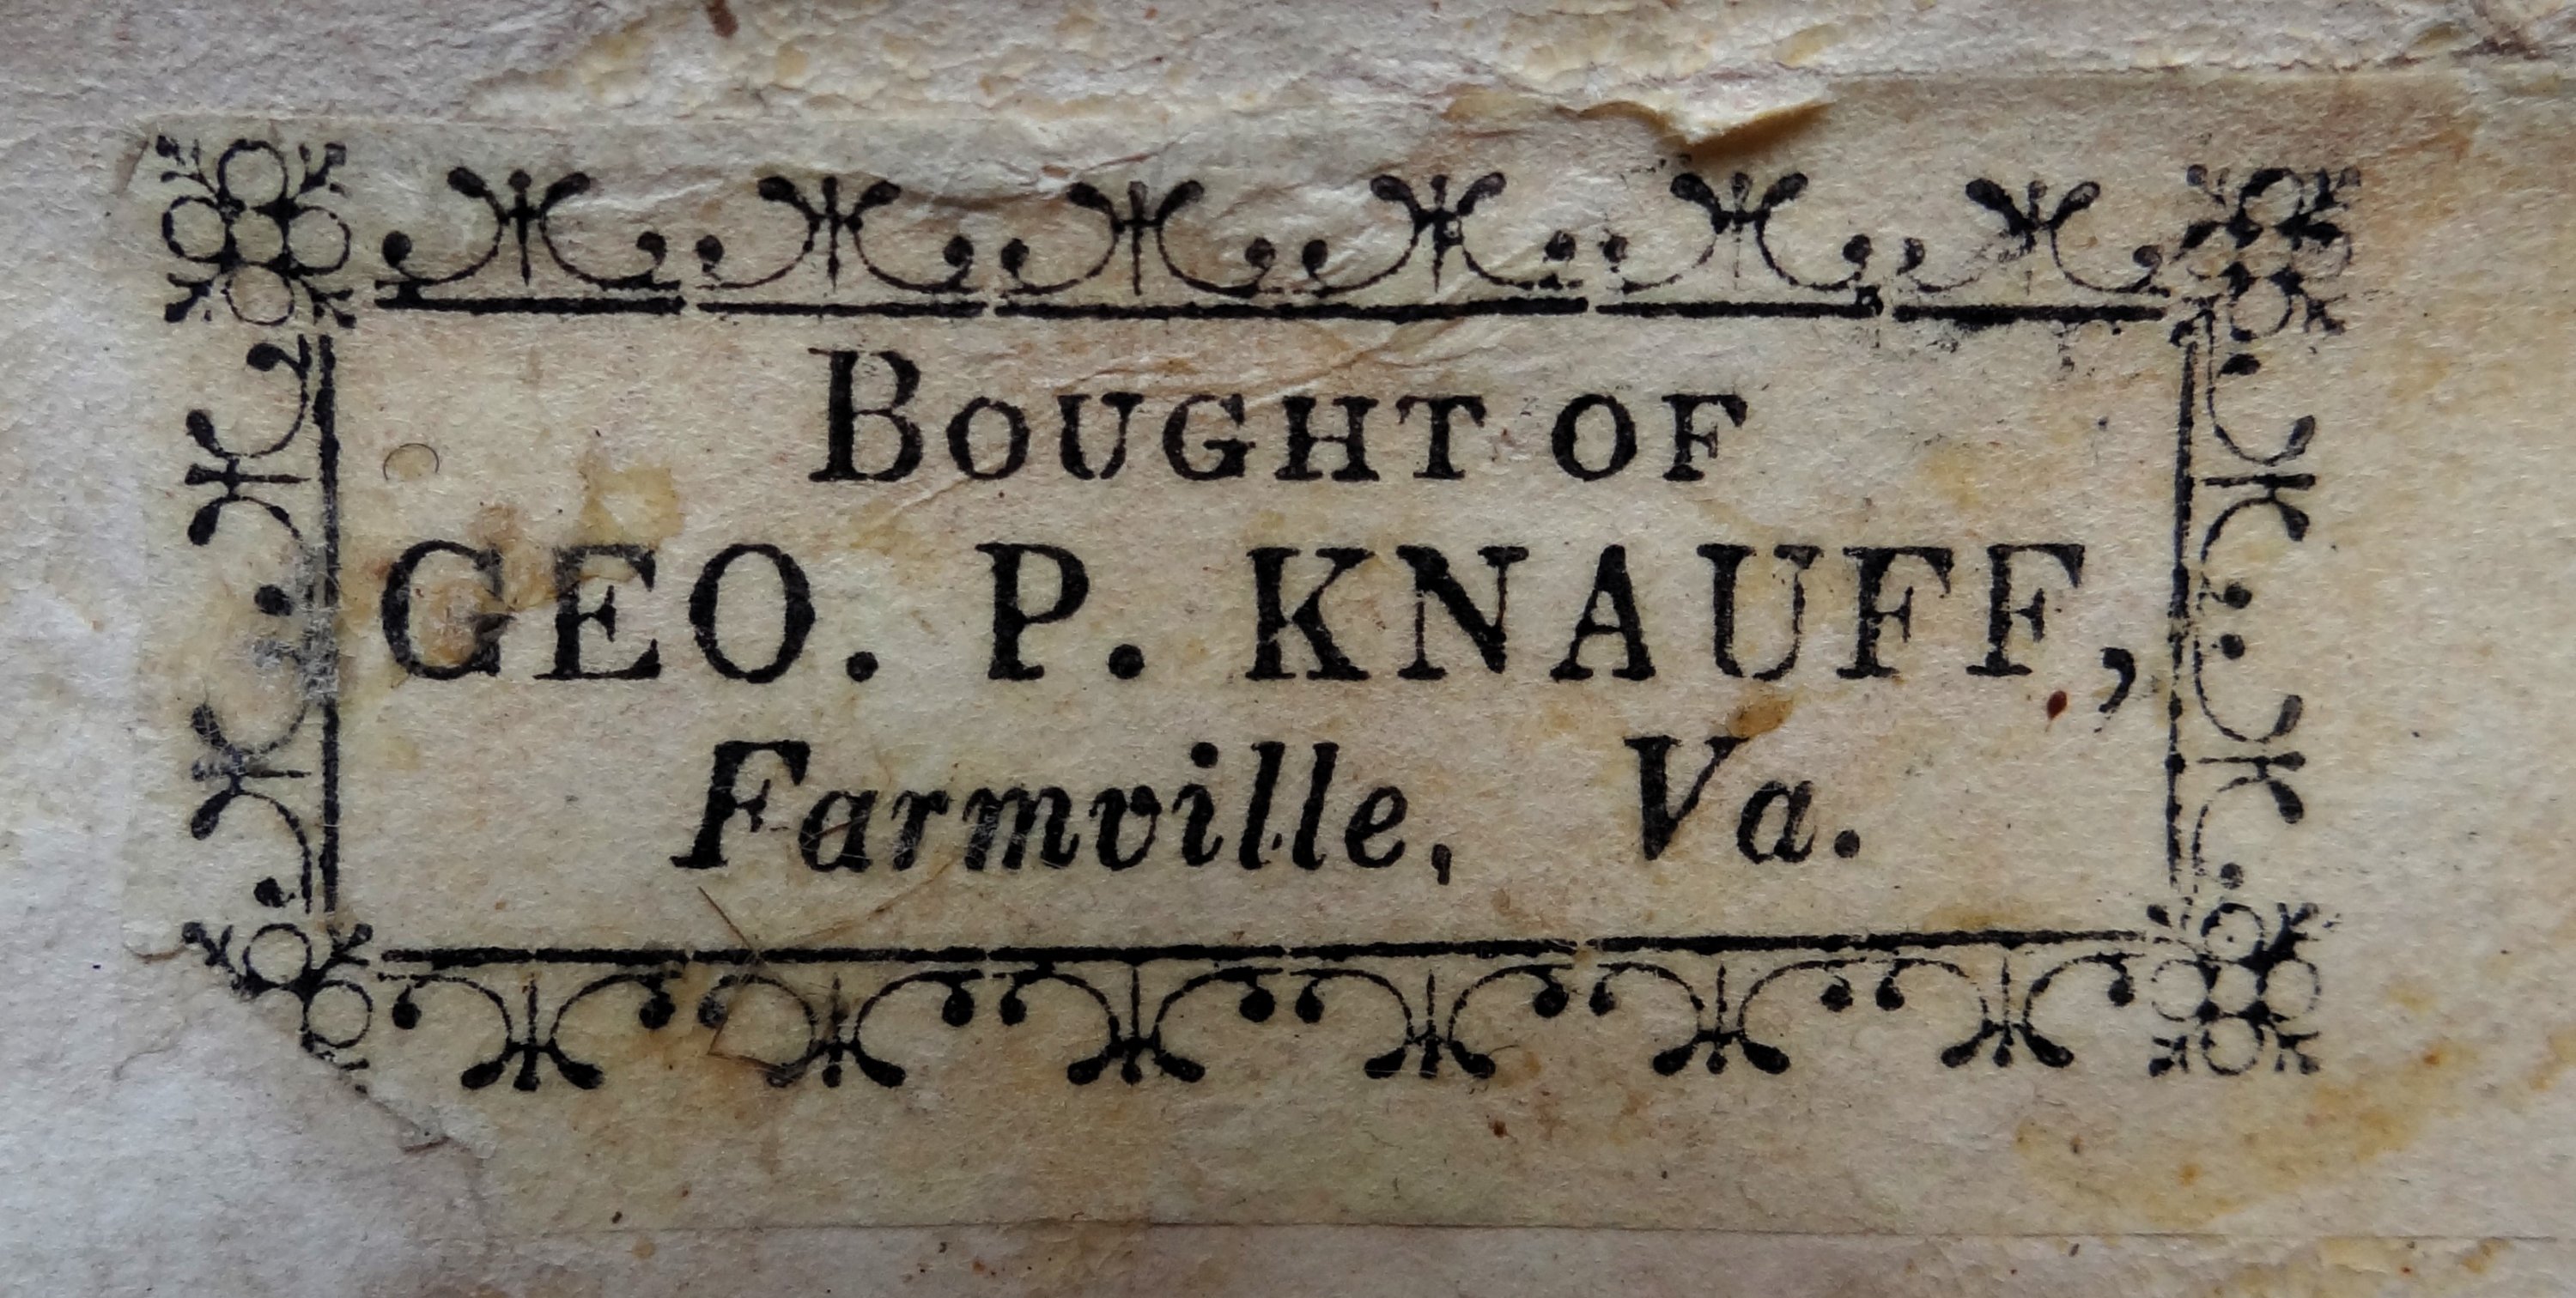 BOUGHT OF
GEO. P. KNAUFF,
Farmville, Va.